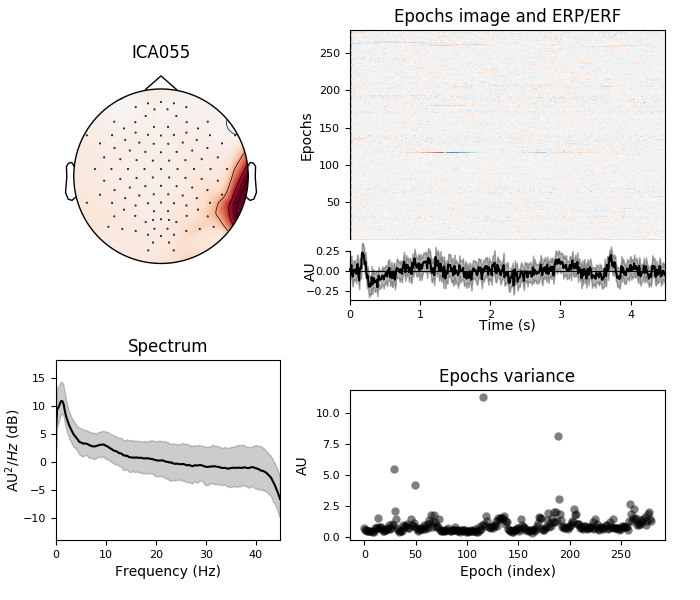 ICA055
Epochs image and ERP/ERF
Epochs
250
200
150
100
50
AU
0.25
0.00
−0.25
0 1 2 3 4
Time (s)
Spectrum
AU²/Hz (dB)
15
10
5
0
−5
−10
0 10 20 30 40
Frequency (Hz)
Epochs variance
AU
10.0
7.5
5.0
2.5
0.0
0 50 100 150 200 250
Epoch (index)